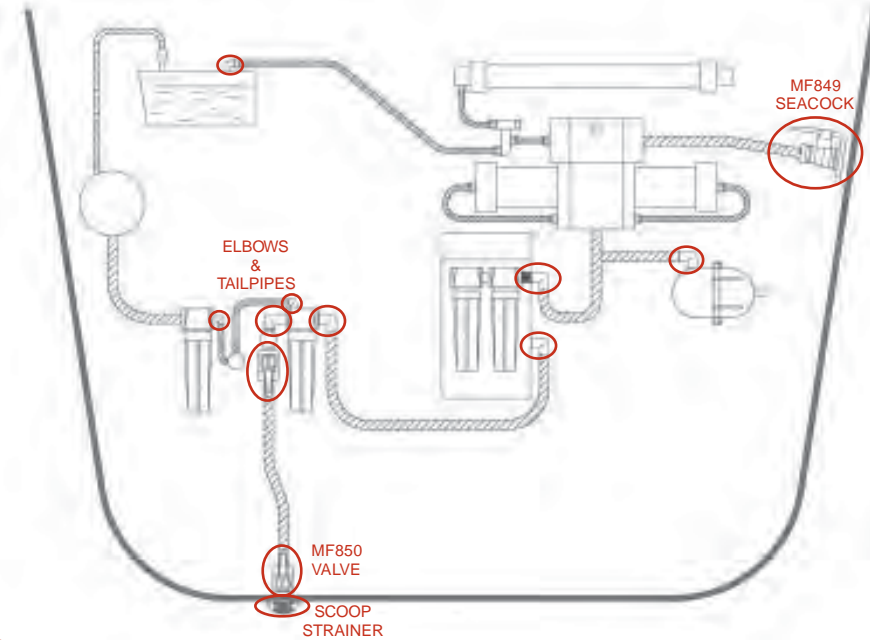 MF849
SEACOCK
ELBOWS
&
TAILPIPES
MF850
VALVE
SCOOP
STRAINER